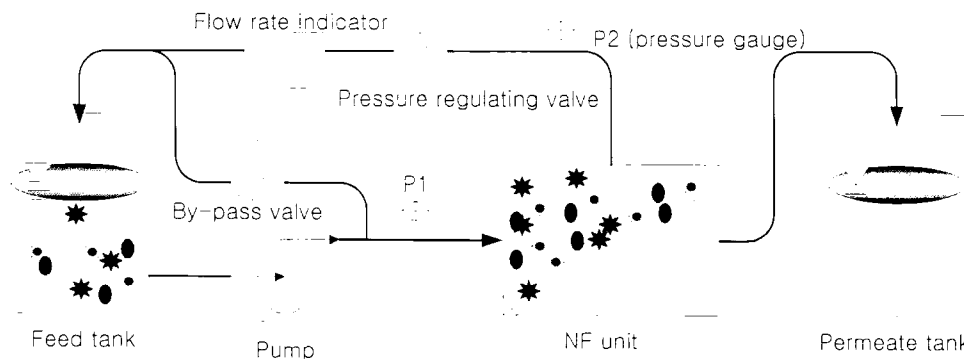 Flow rate indicator
P2 (pressure gauge)
Pressure regulating valve
P1
By-pass valve
Feed tank
Pump
NF unit
Permeate tank